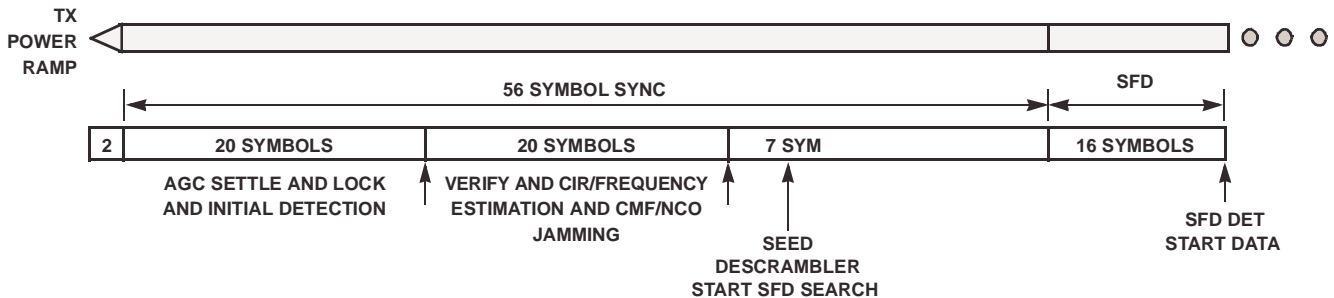 TX
POWER
RAMP
56 SYMBOL SYNC
SFD
2
20 SYMBOLS
20 SYMBOLS
7 SYM
16 SYMBOLS
AGC SETTLE AND LOCK
AND INITIAL DETECTION
VERIFY AND CIR/FREQUENCY
ESTIMATION AND CMF/NCO
JAMMING
SEED
DESCRAMBLER
START SFD SEARCH
SFD DET
START DATA